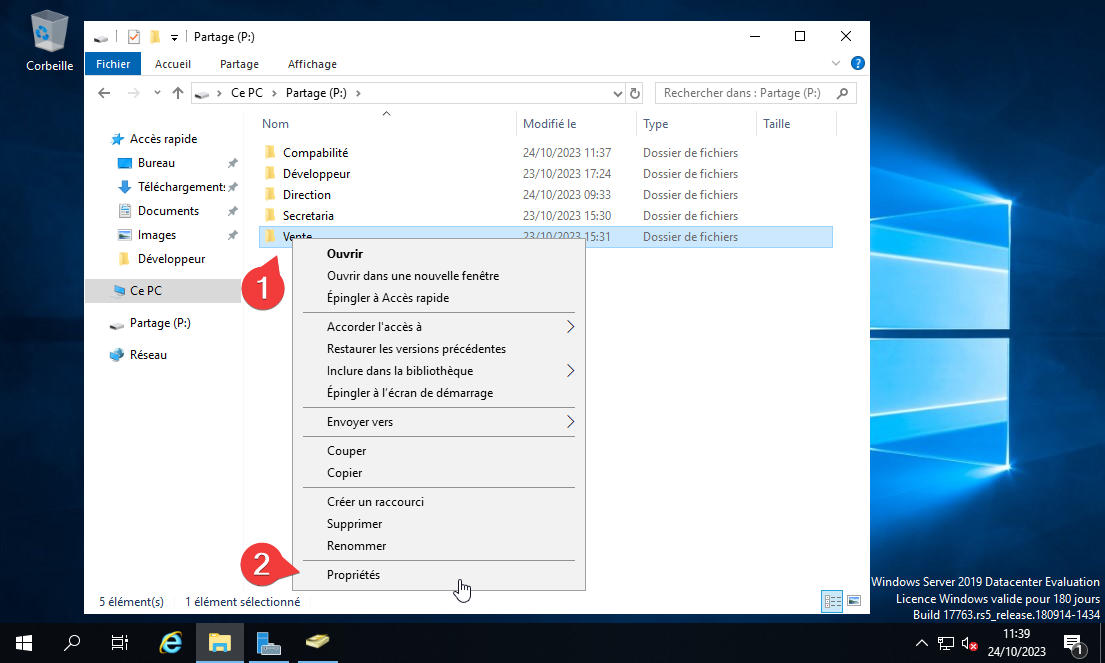 Corbeille
Partage (P:)
Fichier Accueil Partage Affichage
Ce PC Partage (P:)
Rechercher dans : Partage (P:)
Nom Modifié le Type Taille
Accès rapide
Bureau
Téléchargements
Documents
Images
Développeur
Ce PC
Partage (P:)
Réseau
Compabilité 24/10/2023 11:37 Dossier de fichiers
Développeur 23/10/2023 17:24 Dossier de fichiers
Direction 24/10/2023 09:33 Dossier de fichiers
Secretaria 23/10/2023 15:30 Dossier de fichiers
Vente 23/10/2023 15:31 Dossier de fichiers
1
Ouvrir
Ouvrir dans une nouvelle fenêtre
Épingler à Accès rapide
Accorder l'accès à
Restaurer les versions précédentes
Inclure dans la bibliothèque
Épingler à l'écran de démarrage
Envoyer vers
Couper
Copier
Créer un raccourci
Supprimer
Renommer
2
Propriétés
5 élément(s) 1 élément sélectionné
Windows Server 2019 Datacenter Evaluation
Licence Windows valide pour 180 jours
Build 17763.rs5_release.180914-1434
11:39
24/10/2023
1